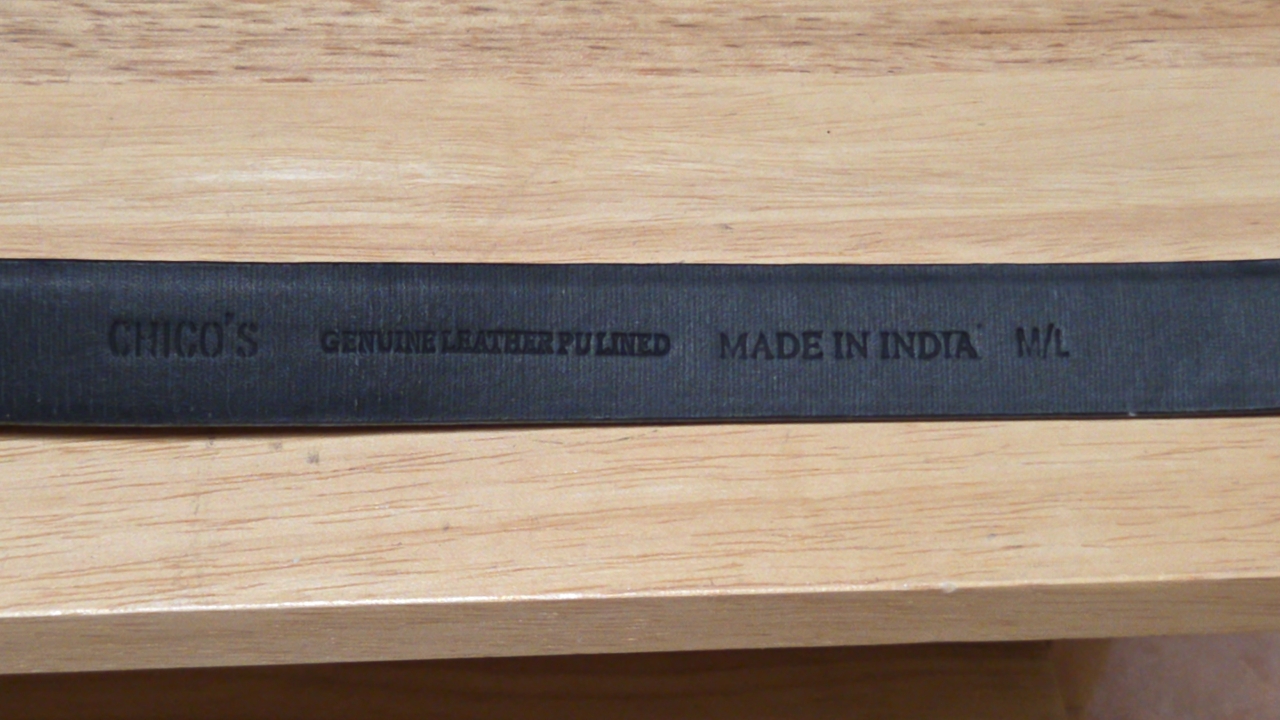 CHICO'S GENUINE LEATHER PU LINED MADE IN INDIA M/L